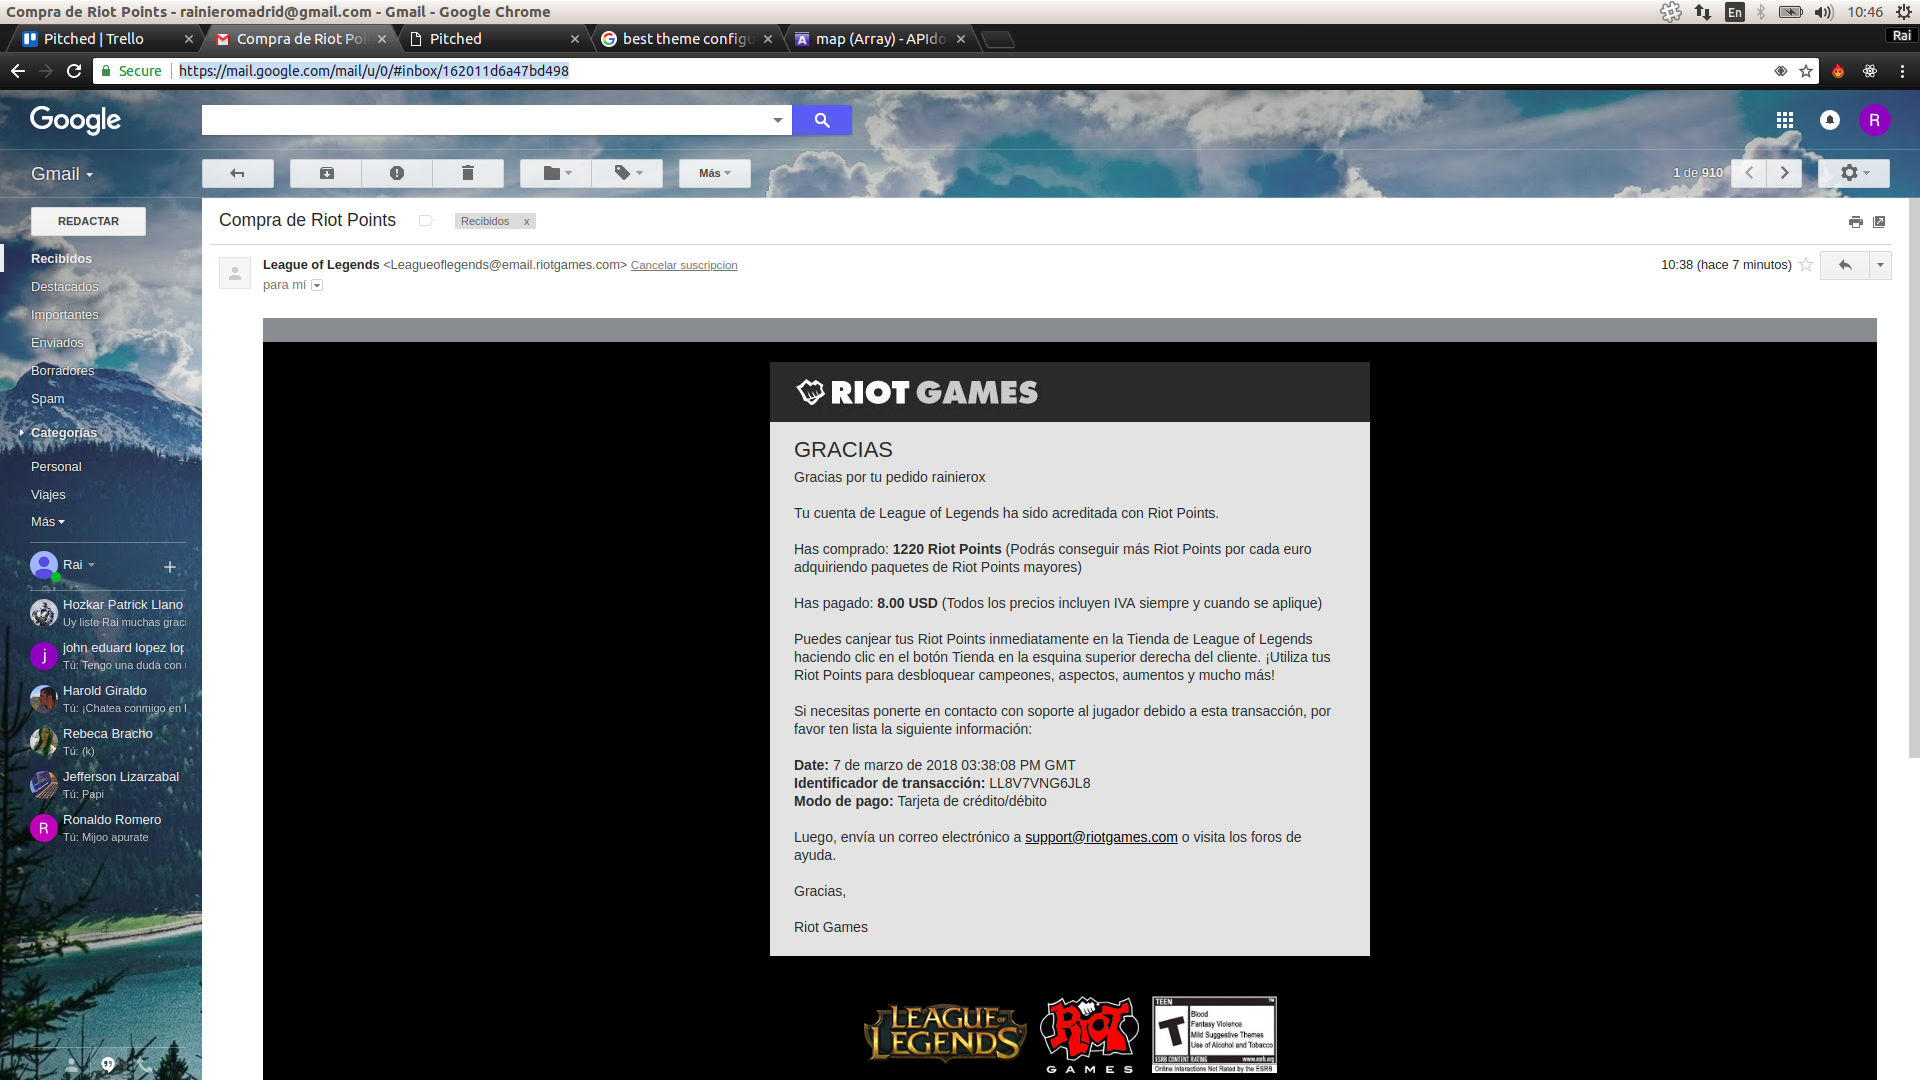 Compra de Riot Points - rainieromadrid@gmail.com - Gmail - Google Chrome
En
10:46
Pitched | Trello
Compra de Riot Poi
Pitched
best theme configu
map (Array) - APIdo
Rai
Secure
https://mail.google.com/mail/u/0/#inbox/162011d6a47bd498
Google
R
Gmail
Más
1 de 910
REDACTAR
Compra de Riot Points
Recibidos x
Recibidos
Destacados
Importantes
Enviados
Borradores
Spam
Categorías
Personal
Viajes
Más
Rai
Hozkar Patrick Llano
Uy listo Rai muchas graci
j
john eduard lopez lop
Tú: Tengo una duda con
Harold Giraldo
Tú: ¡Chatea conmigo en
Rebeca Bracho
Tú: (k)
Jefferson Lizarzabal
Tú: Papi
R
Ronaldo Romero
Tú: Mijoo apurate
League of Legends <Leagueoflegends@email.riotgames.com> Cancelar suscripcion
10:38 (hace 7 minutos)
para mí
RIOT GAMES
GRACIAS
Gracias por tu pedido rainierox
Tu cuenta de League of Legends ha sido acreditada con Riot Points.
Has comprado: 1220 Riot Points (Podrás conseguir más Riot Points por cada euro
adquiriendo paquetes de Riot Points mayores)
Has pagado: 8.00 USD (Todos los precios incluyen IVA siempre y cuando se aplique)
Puedes canjear tus Riot Points inmediatamente en la Tienda de League of Legends
haciendo clic en el botón Tienda en la esquina superior derecha del cliente. ¡Utiliza tus
Riot Points para desbloquear campeones, aspectos, aumentos y mucho más!
Si necesitas ponerte en contacto con soporte al jugador debido a esta transacción, por
favor ten lista la siguiente información:
Date: 7 de marzo de 2018 03:38:08 PM GMT
Identificador de transacción: LL8V7VNG6JL8
Modo de pago: Tarjeta de crédito/débito
Luego, envía un correo electrónico a support@riotgames.com o visita los foros de
ayuda.
Gracias,
Riot Games
LEAGUE OF LEGENDS
RIOT GAMES
TEEN
T
Blood
Fantasy Violence
Mild Suggestive Themes
Use of Alcohol and Tobacco
ESRB CONTENT RATING www.esrb.org
Online Interactions Not Rated by the ESRB